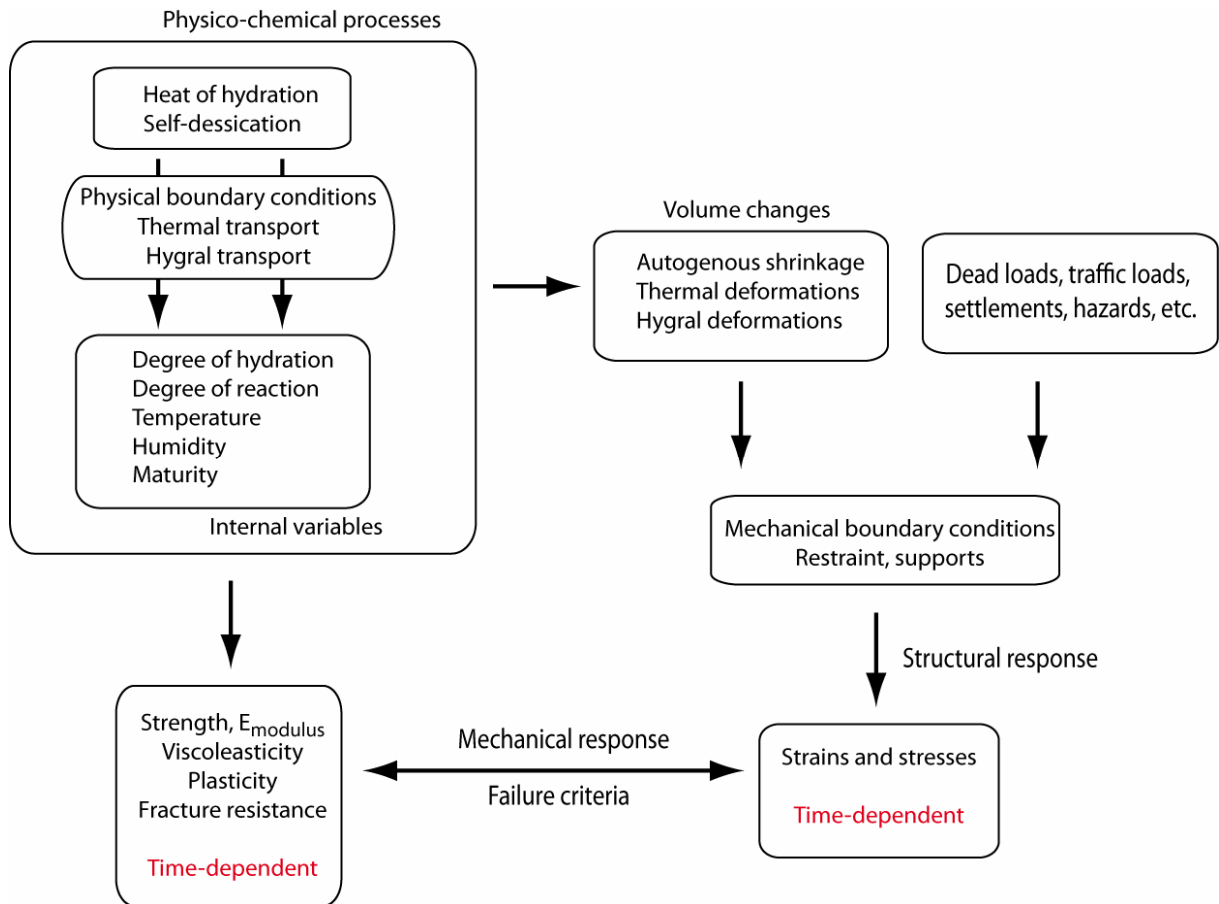 Physico-chemical processes
Heat of hydration
Self-dessication
Physical boundary conditions
Thermal transport
Hygral transport
Degree of hydration
Degree of reaction
Temperature
Humidity
Maturity
Internal variables
Volume changes
Autogenous shrinkage
Thermal deformations
Hygral deformations
Dead loads, traffic loads,
settlements, hazards, etc.
Mechanical boundary conditions
Restraint, supports
Structural response
Strength, Emodulus
Viscoleasticity
Plasticity
Fracture resistance
Time-dependent
Mechanical response
Failure criteria
Strains and stresses
Time-dependent